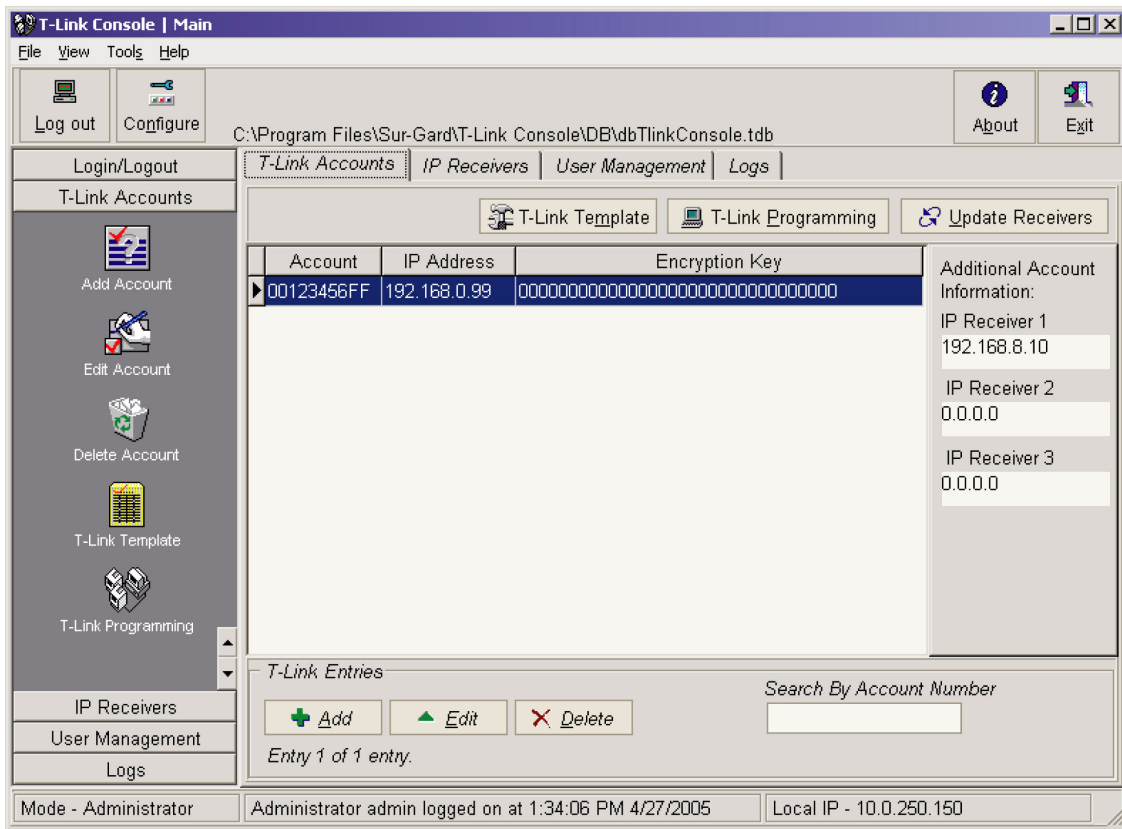 T-Link Console | Main
File View Tools Help
Log out
Configure
C:\Program Files\Sur-Gard\T-Link Console\DB\dbTlinkConsole.tdb
About
Exit
Login/Logout
T-Link Accounts
Add Account
Edit Account
Delete Account
T-Link Template
T-Link Programming
IP Receivers
User Management
Logs
T-Link Accounts IP Receivers User Management Logs
T-Link Template T-Link Programming Update Receivers
Account IP Address Encryption Key
00123456FF 192.168.0.99 00000000000000000000000000000000
Additional Account
Information:
IP Receiver 1
192.168.8.10
IP Receiver 2
0.0.0.0
IP Receiver 3
0.0.0.0
T-Link Entries
Add Edit Delete
Entry 1 of 1 entry.
Search By Account Number
Mode - Administrator
Administrator admin logged on at 1:34:06 PM 4/27/2005
Local IP - 10.0.250.150